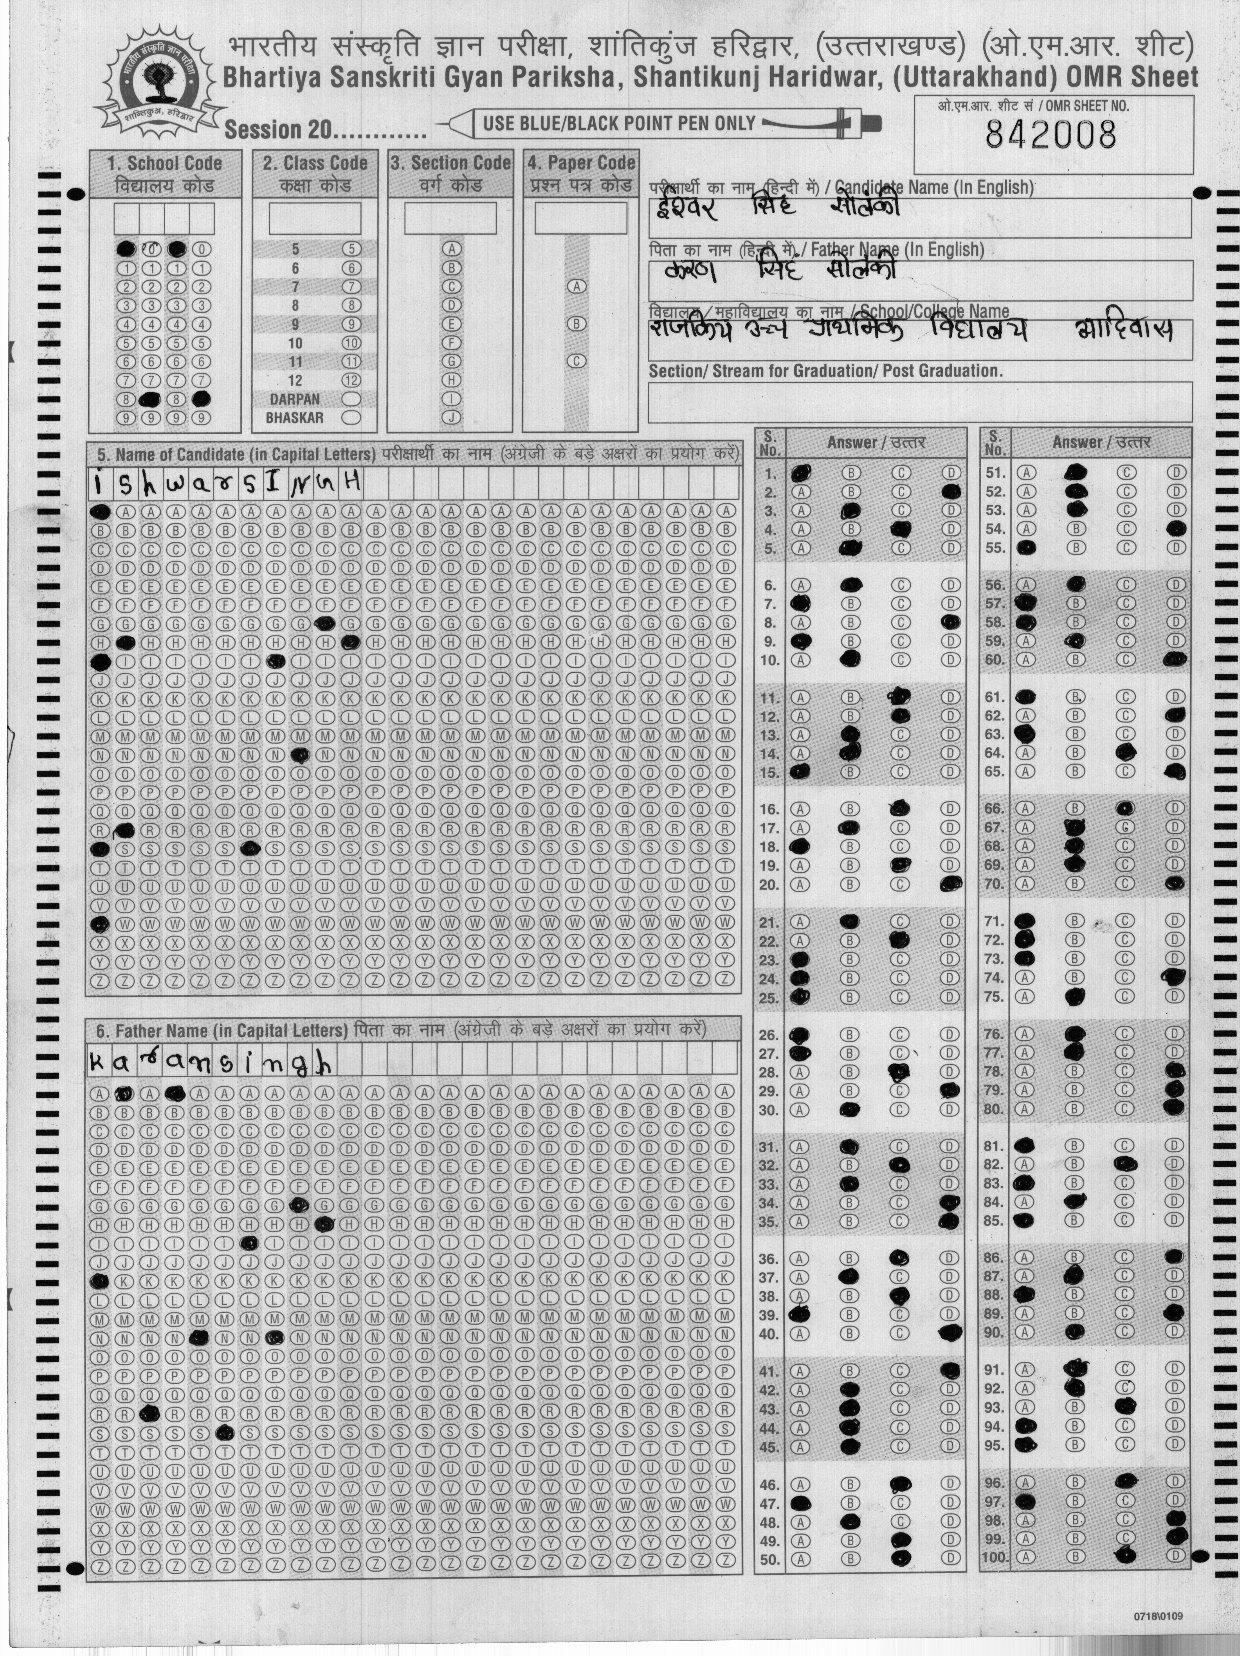 भारतीय संस्कृति ज्ञान परीक्षा, शांतिकुंज हरिद्वार, (उत्तराखण्ड) (ओ.एम.आर. शीट)
Bhartiya Sanskriti Gyan Pariksha, Shantikunj Haridwar, (Uttarakhand) OMR Sheet
Session 20............ USE BLUE/BLACK POINT PEN ONLY
ओ.एम.आर. शीट सं / OMR SHEET NO.
842008
1. School Code
विद्यालय कोड
2. Class Code
कक्षा कोड
5
6
7
8
9
10
11
12
DARPAN
BHASKAR
3. Section Code
वर्ग कोड
A
B
C
D
E
F
G
H
I
J
4. Paper Code
प्रश्न पत्र कोड
A
B
C
परीक्षार्थी का नाम (हिन्दी में) / Candidate Name (In English)
ईश्वर सिंह सोलंकी
पिता का नाम (हिन्दी में) / Father Name (In English)
करण सिंह सोलंकी
विद्यालय / महाविद्यालय का नाम / School/College Name
राजकिय उच्च प्राथमिक विद्यालय
Section/ Stream for Graduation/ Post Graduation.
5. Name of Candidate (in Capital Letters) परीक्षार्थी का नाम (अंग्रेजी के बड़े अक्षरों का प्रयोग करें)
ishwarsINGH
6. Father Name (in Capital Letters) पिता का नाम (अंग्रेजी के बड़े अक्षरों का प्रयोग करें)
karansingh
S. No. Answer / उत्तर
S. No. Answer / उत्तर
0718\0109